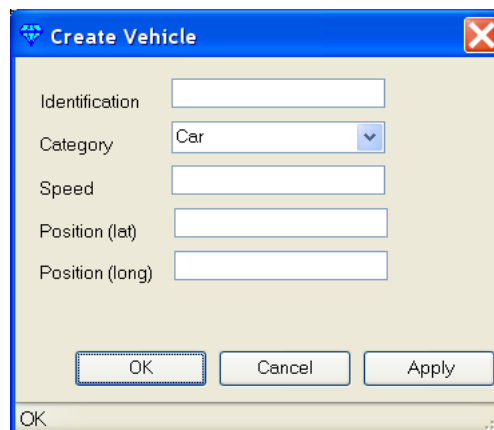 Create Vehicle
Identification
Category Car
Speed
Position (lat)
Position (long)
OK Cancel Apply
OK